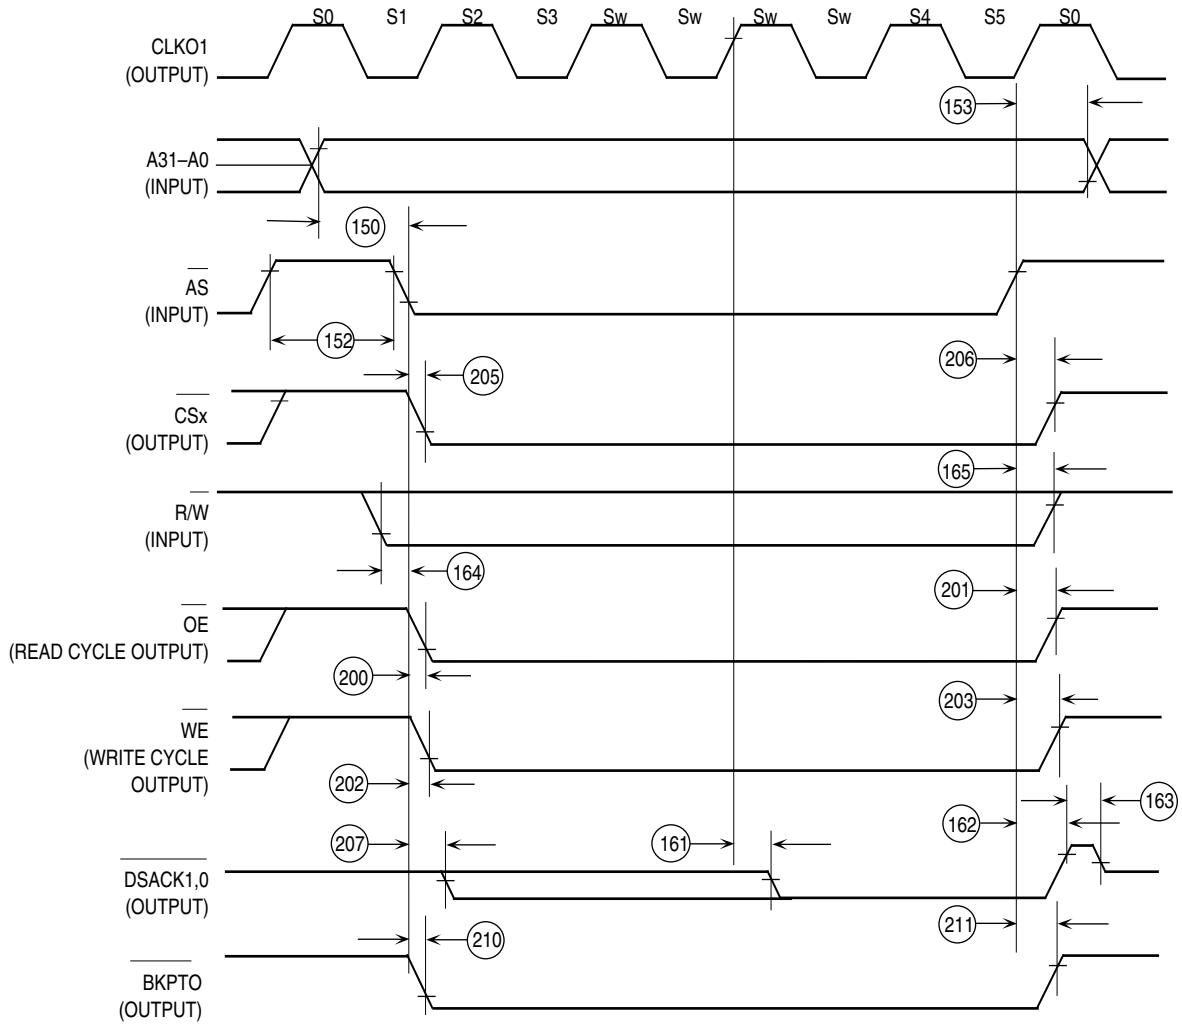 S0 S1 S2 S3 Sw Sw Sw Sw S4 S5 S0
CLKO1
(OUTPUT)
153
A31–A0
(INPUT)
150
AS
(INPUT)
152
206
205
CSx
(OUTPUT)
165
R/W
(INPUT)
164
201
OE
(READ CYCLE OUTPUT)
200
203
WE
(WRITE CYCLE
OUTPUT)
202
163
162
207
161
DSACK1,0
(OUTPUT)
211
210
BKPTO
(OUTPUT)